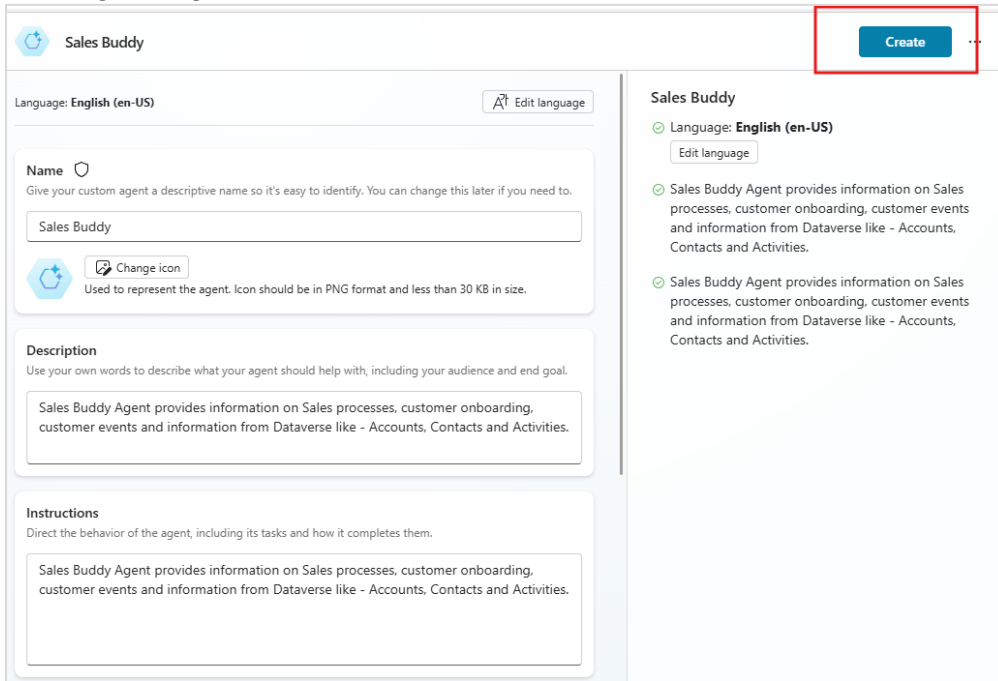 Sales Buddy
Create
...
Language: English (en-US)
Edit language
Name
Give your custom agent a descriptive name so it's easy to identify. You can change this later if you need to.
Sales Buddy
Change icon
Used to represent the agent. Icon should be in PNG format and less than 30 KB in size.
Description
Use your own words to describe what your agent should help with, including your audience and end goal.
Sales Buddy Agent provides information on Sales processes, customer onboarding,
customer events and information from Dataverse like - Accounts, Contacts and Activities.
Instructions
Direct the behavior of the agent, including its tasks and how it completes them.
Sales Buddy Agent provides information on Sales processes, customer onboarding,
customer events and information from Dataverse like - Accounts, Contacts and Activities.
Sales Buddy
Language: English (en-US)
Edit language
Sales Buddy Agent provides information on Sales
processes, customer onboarding, customer events
and information from Dataverse like - Accounts,
Contacts and Activities.
Sales Buddy Agent provides information on Sales
processes, customer onboarding, customer events
and information from Dataverse like - Accounts,
Contacts and Activities.